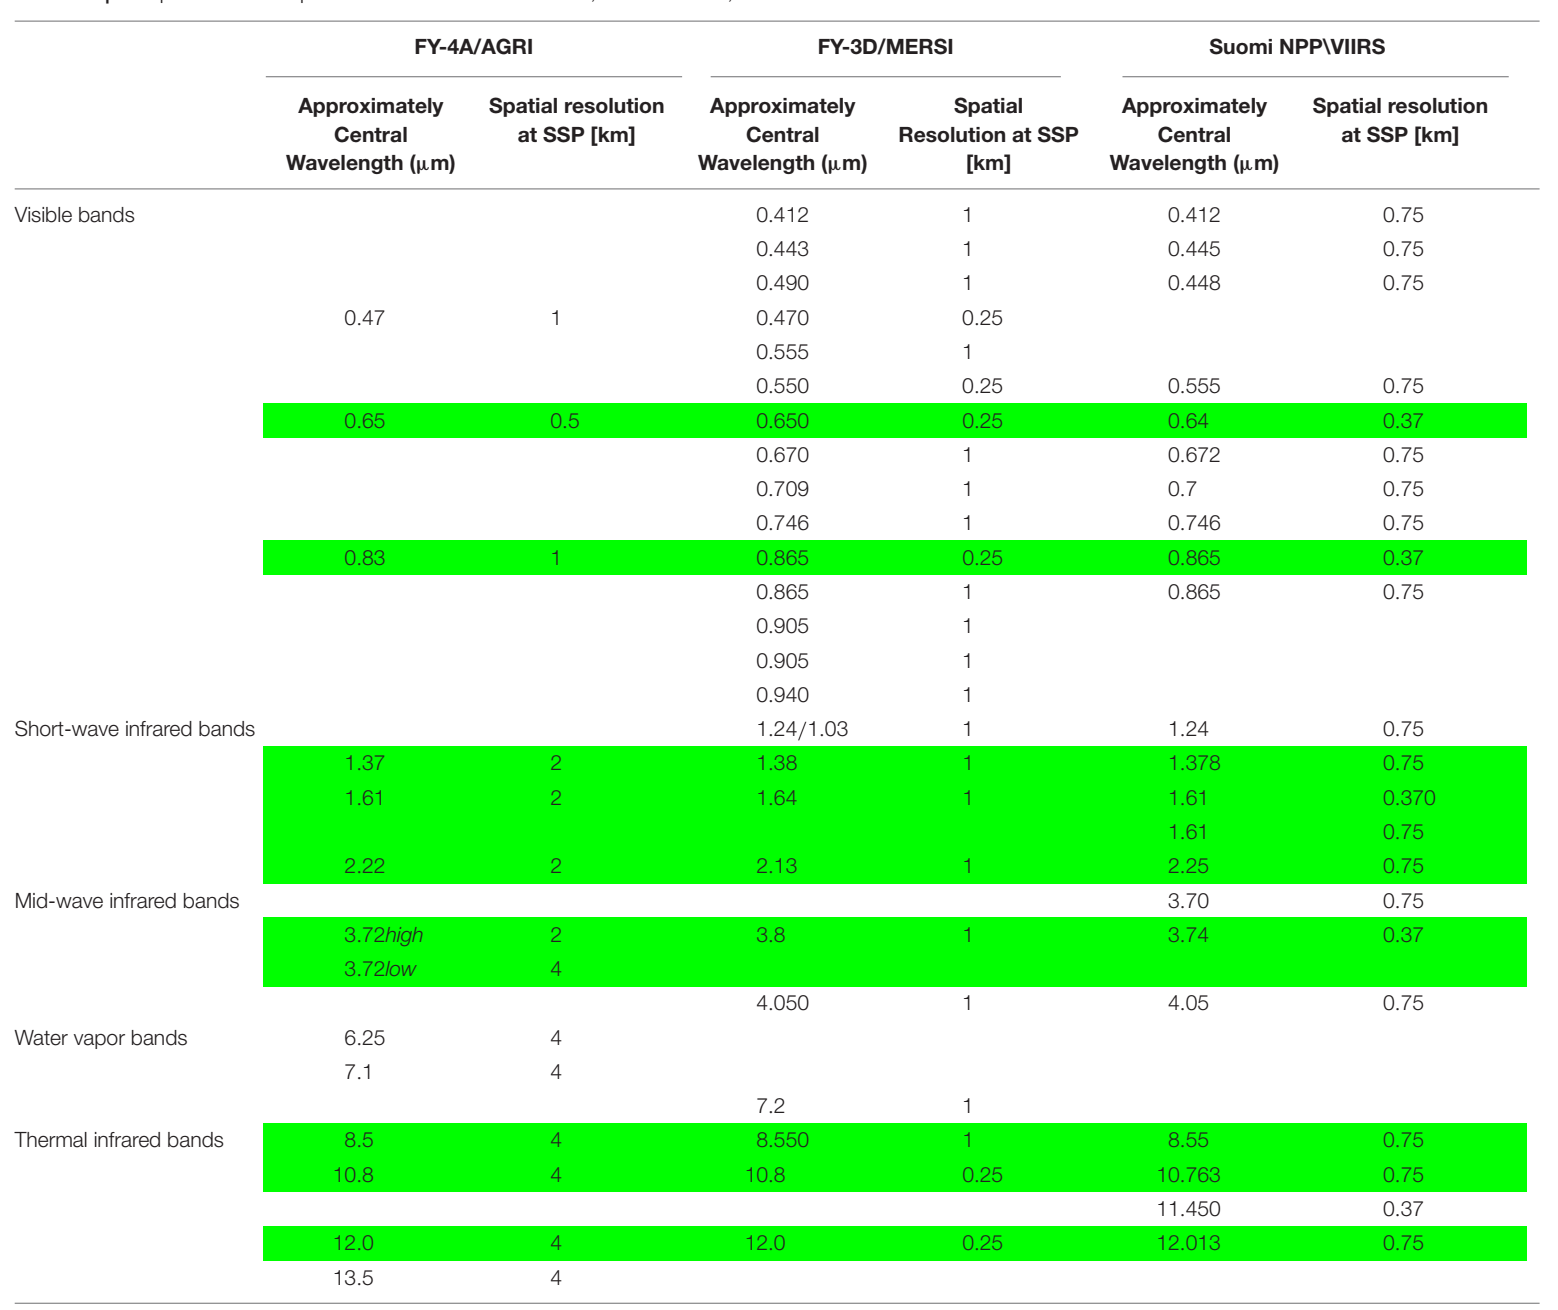 FY-4A/AGRI FY-3D/MERSI Suomi NPP\VIIRS
Approximately Spatial resolution Approximately Spatial Approximately Spatial resolution
Central at SSP [km] Central Resolution at SSP Central at SSP [km]
Wavelength (μm) Wavelength (μm) [km] Wavelength (μm)
Visible bands 0.412 1 0.412 0.75
0.443 1 0.445 0.75
0.490 1 0.448 0.75
0.47 1 0.470 0.25
0.555 1
0.550 0.25 0.555 0.75
0.65 0.5 0.650 0.25 0.64 0.37
0.670 1 0.672 0.75
0.709 1 0.7 0.75
0.746 1 0.746 0.75
0.83 1 0.865 0.25 0.865 0.37
0.865 1 0.865 0.75
0.905 1
0.905 1
0.940 1
Short-wave infrared bands 1.24/1.03 1 1.24 0.75
1.37 2 1.38 1 1.378 0.75
1.61 2 1.64 1 1.61 0.370
1.61 0.75
2.22 2 2.13 1 2.25 0.75
Mid-wave infrared bands 3.70 0.75
3.72high 2 3.8 1 3.74 0.37
3.72low 4
4.050 1 4.05 0.75
Water vapor bands 6.25 4
7.1 4
7.2 1
Thermal infrared bands 8.5 4 8.550 1 8.55 0.75
10.8 4 10.8 0.25 10.763 0.75
11.450 0.37
12.0 4 12.0 0.25 12.013 0.75
13.5 4